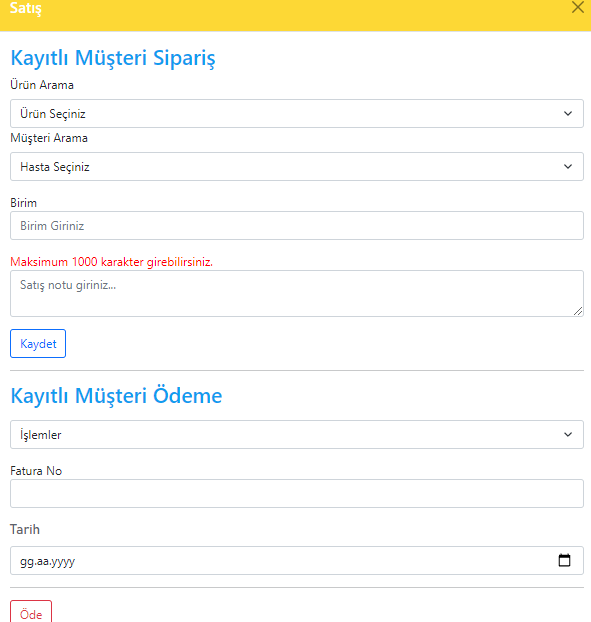 Satış
Kayıtlı Müşteri Sipariş
Ürün Arama
Ürün Seçiniz
Müşteri Arama
Hasta Seçiniz
Birim
Birim Giriniz
Maksimum 1000 karakter girebilirsiniz.
Satış notu giriniz...
Kaydet
Kayıtlı Müşteri Ödeme
İşlemler
Fatura No
Tarih
gg.aa.yyyy
Öde